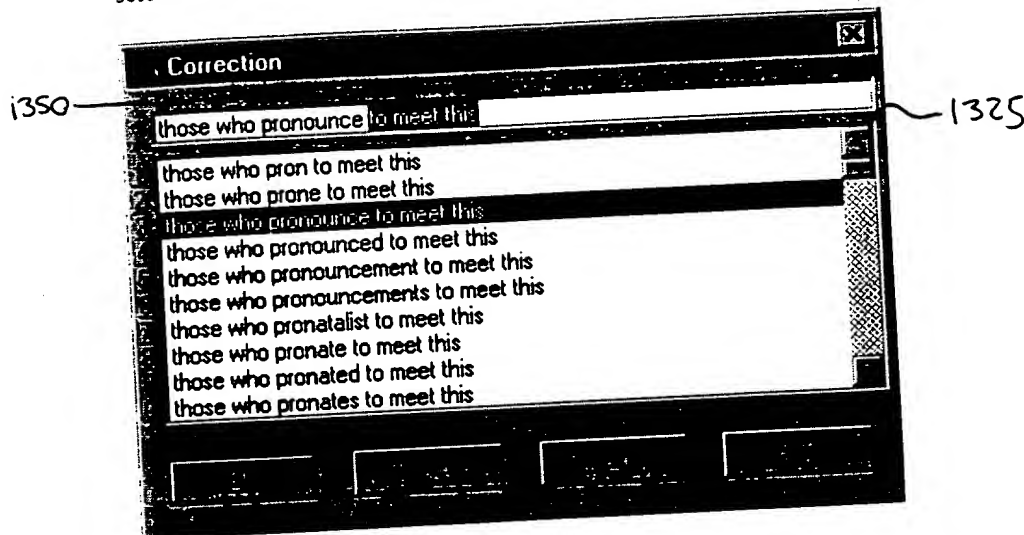 Correction
1350
1325
those who pronounce to meet this
those who pron to meet this
those who prone to meet this
those who pronounce to meet this
those who pronounced to meet this
those who pronouncement to meet this
those who pronouncements to meet this
those who pronatalist to meet this
those who pronate to meet this
those who pronated to meet this
those who pronates to meet this